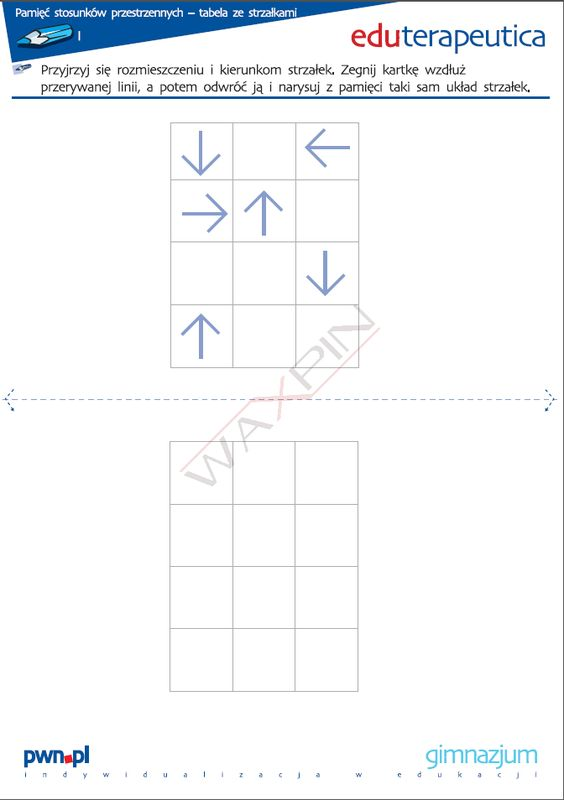 Pamięć stosunków przestrzennych – tabela ze strzałkami
I
eduterapeutica
Przyjrzyj się rozmieszczeniu i kierunkom strzałek. Zegnij kartkę wzdłuż
przerywanej linii, a potem odwróć ją i narysuj z pamięci taki sam układ strzałek.
WAXPIN
pwn.pl
gimnazjum
indywidualizacja w edukacji